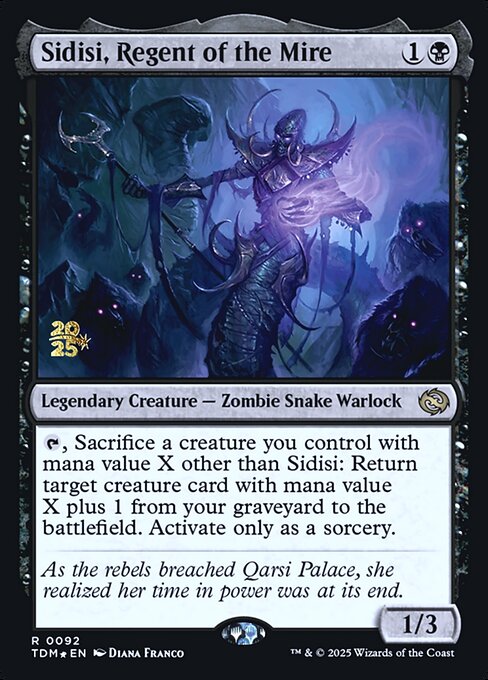 Sidisi, Regent of the Mire 1
20
25
Legendary Creature — Zombie Snake Warlock
, Sacrifice a creature you control with
mana value X other than Sidisi: Return
target creature card with mana value
X plus 1 from your graveyard to the
battlefield. Activate only as a sorcery.
As the rebels breached Qarsi Palace, she
realized her time in power was at its end.
1/3
R 0092
TDM★EN Diana Franco ™ & © 2025 Wizards of the Coast